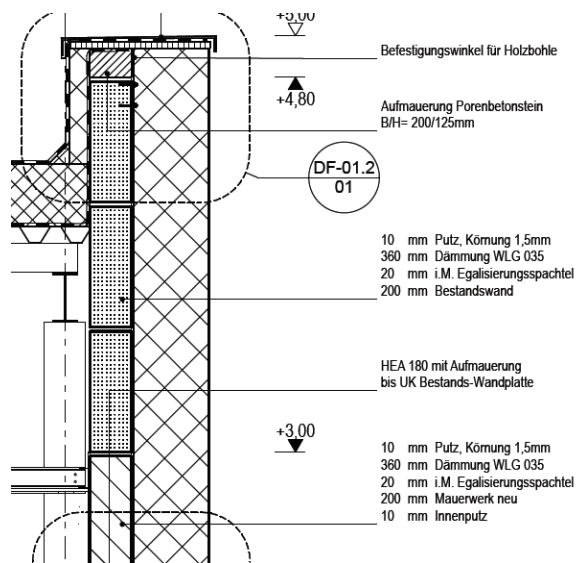 +5,00
Befestigungswinkel für Holzbohle
+4,80
Aufmauerung Porenbetonstein
B/H= 200/125mm
DF-01.2
01
10 mm Putz, Körnung 1,5mm
360 mm Dämmung WLG 035
20 mm i.M. Egalisierungsspachtel
200 mm Bestandswand
HEA 180 mit Aufmauerung
bis UK Bestands-Wandplatte
+3,00
10 mm Putz, Körnung 1,5mm
360 mm Dämmung WLG 035
20 mm i.M. Egalisierungsspachtel
200 mm Mauerwerk neu
10 mm Innenputz